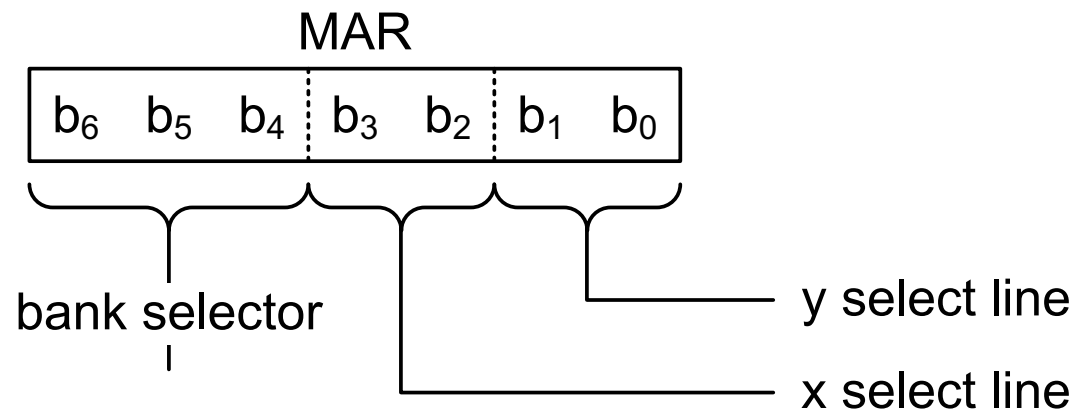 MAR
b₆ b₅ b₄ b₃ b₂ b₁ b₀
bank selector
y select line
x select line